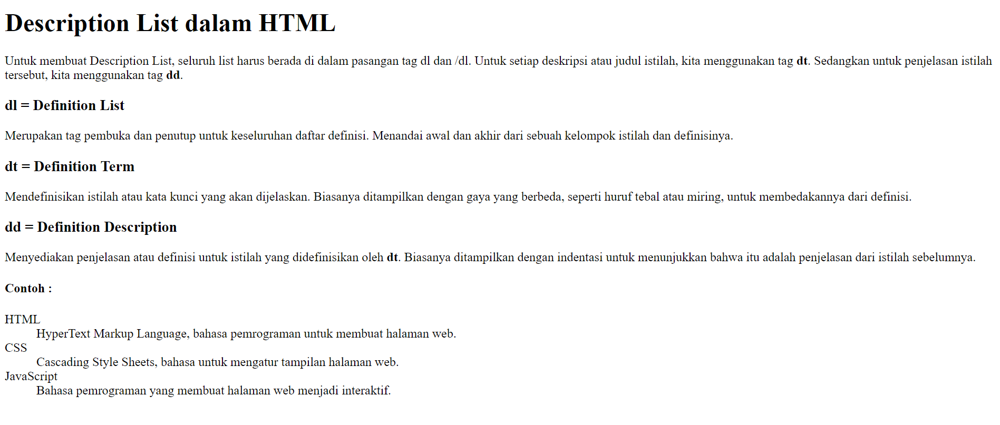 Description List dalam HTML
Untuk membuat Description List, seluruh list harus berada di dalam pasangan tag dl dan /dl. Untuk setiap deskripsi atau judul istilah, kita menggunakan tag dt. Sedangkan untuk penjelasan istilah
tersebut, kita menggunakan tag dd.
dl = Definition List
Merupakan tag pembuka dan penutup untuk keseluruhan daftar definisi. Menandai awal dan akhir dari sebuah kelompok istilah dan definisinya.
dt = Definition Term
Mendefinisikan istilah atau kata kunci yang akan dijelaskan. Biasanya ditampilkan dengan gaya yang berbeda, seperti huruf tebal atau miring, untuk membedakannya dari definisi.
dd = Definition Description
Menyediakan penjelasan atau definisi untuk istilah yang didefinisikan oleh dt. Biasanya ditampilkan dengan indentasi untuk menunjukkan bahwa itu adalah penjelasan dari istilah sebelumnya.
Contoh :
HTML
HyperText Markup Language, bahasa pemrograman untuk membuat halaman web.
CSS
Cascading Style Sheets, bahasa untuk mengatur tampilan halaman web.
JavaScript
Bahasa pemrograman yang membuat halaman web menjadi interaktif.